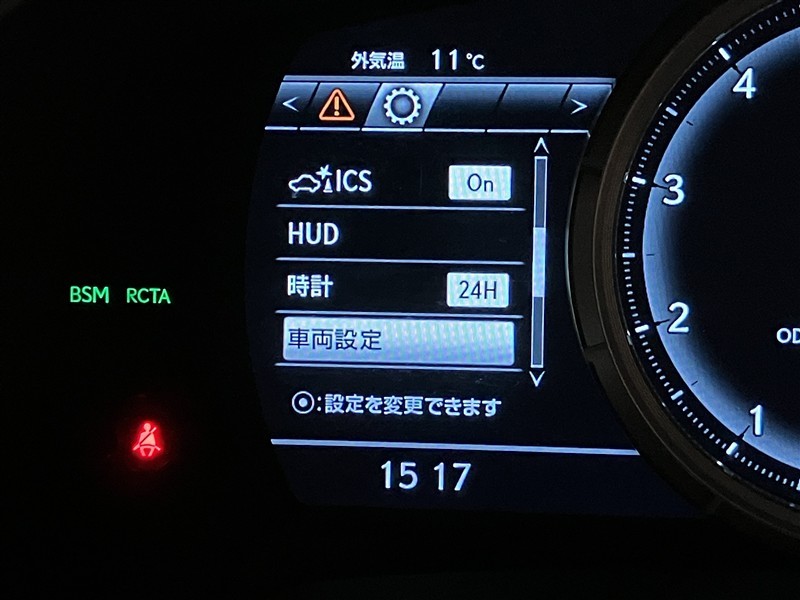 外気温 11℃
< >
ICS On
HUD
時計 24H
車両設定
:設定を変更できます
15 17
BSM RCTA
4
3
2
1
OD